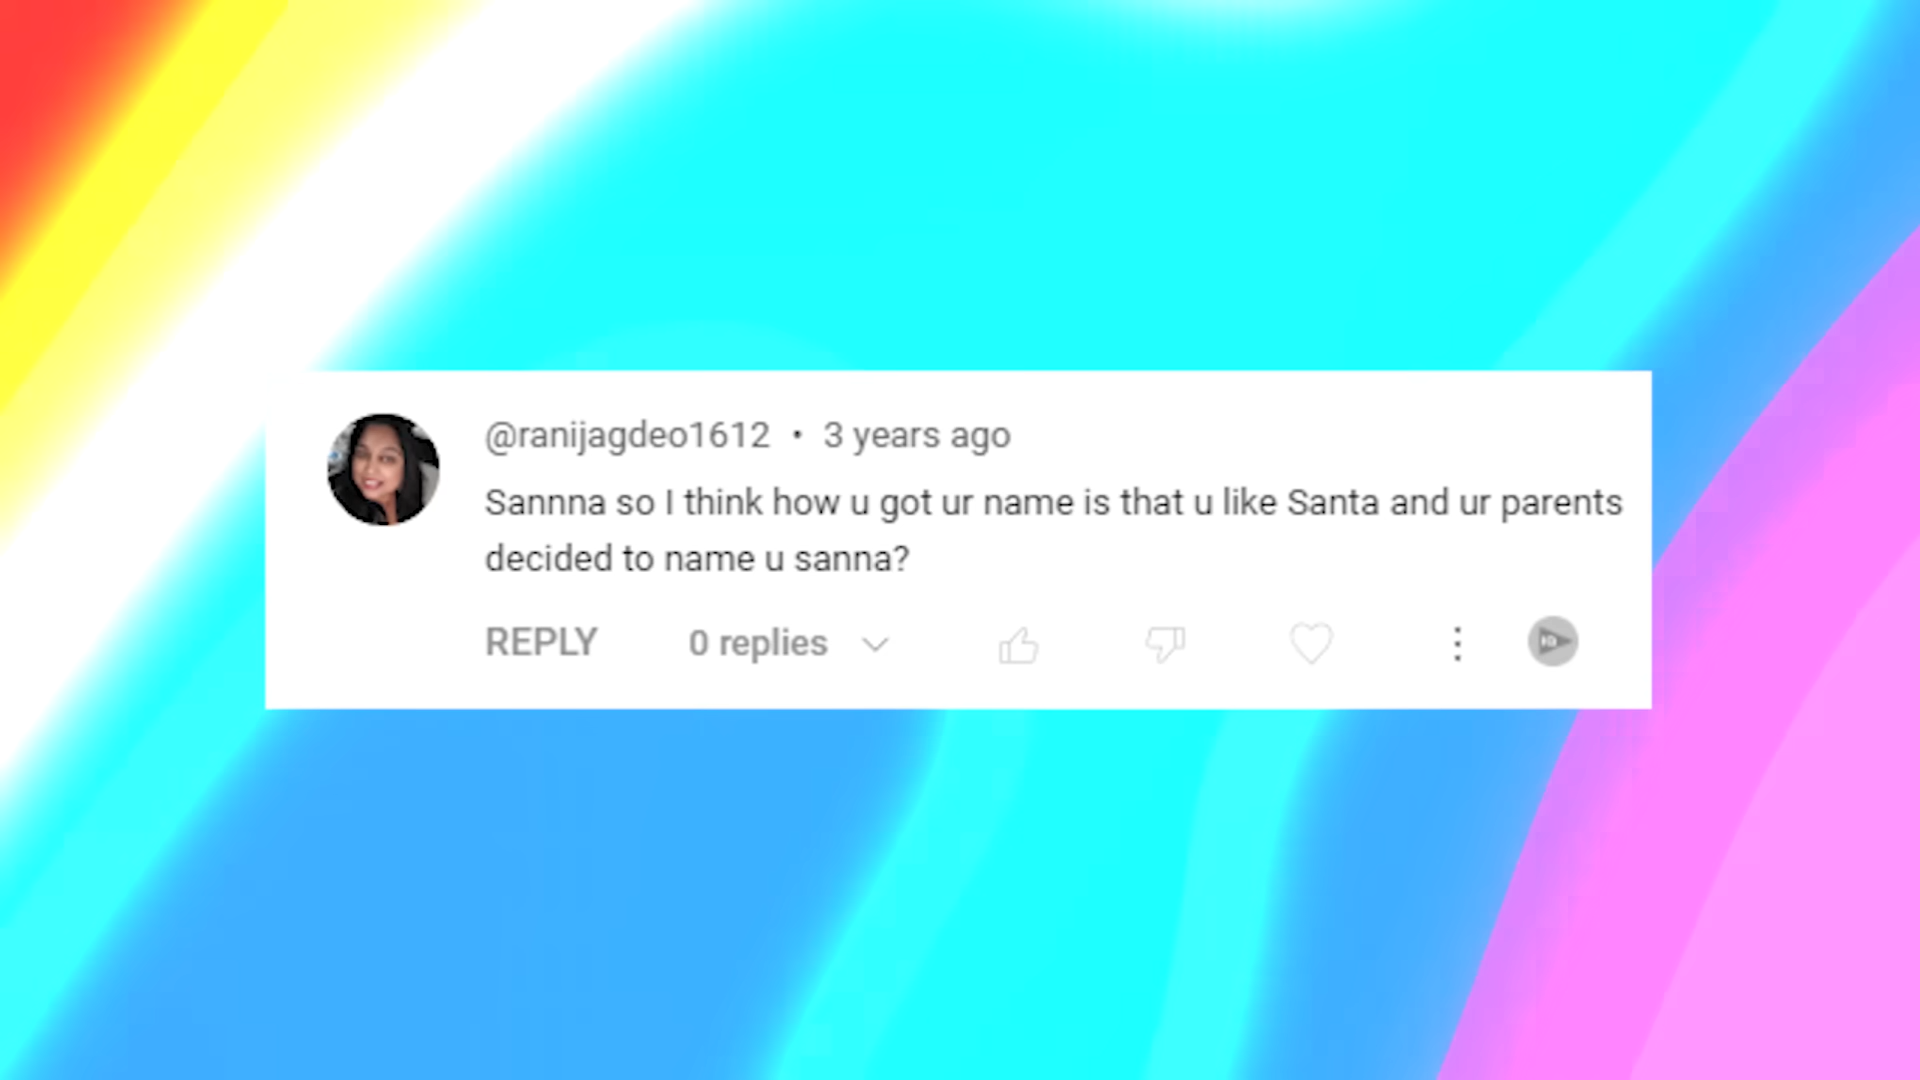 @ranijagdeo1612 • 3 years ago
Sannna so I think how u got ur name is that u like Santa and ur parents
decided to name u sanna?
REPLY 0 replies